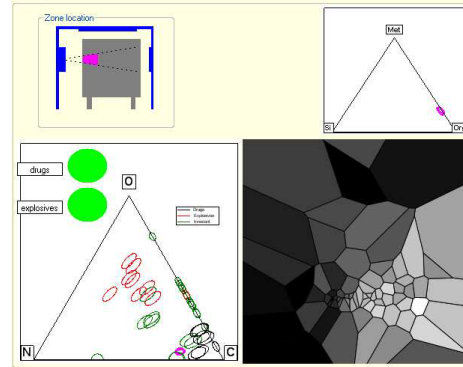 Zone location
Met
Si
Org
drugs
explosives
O
Drugs
Explosives
Innocent
N
C